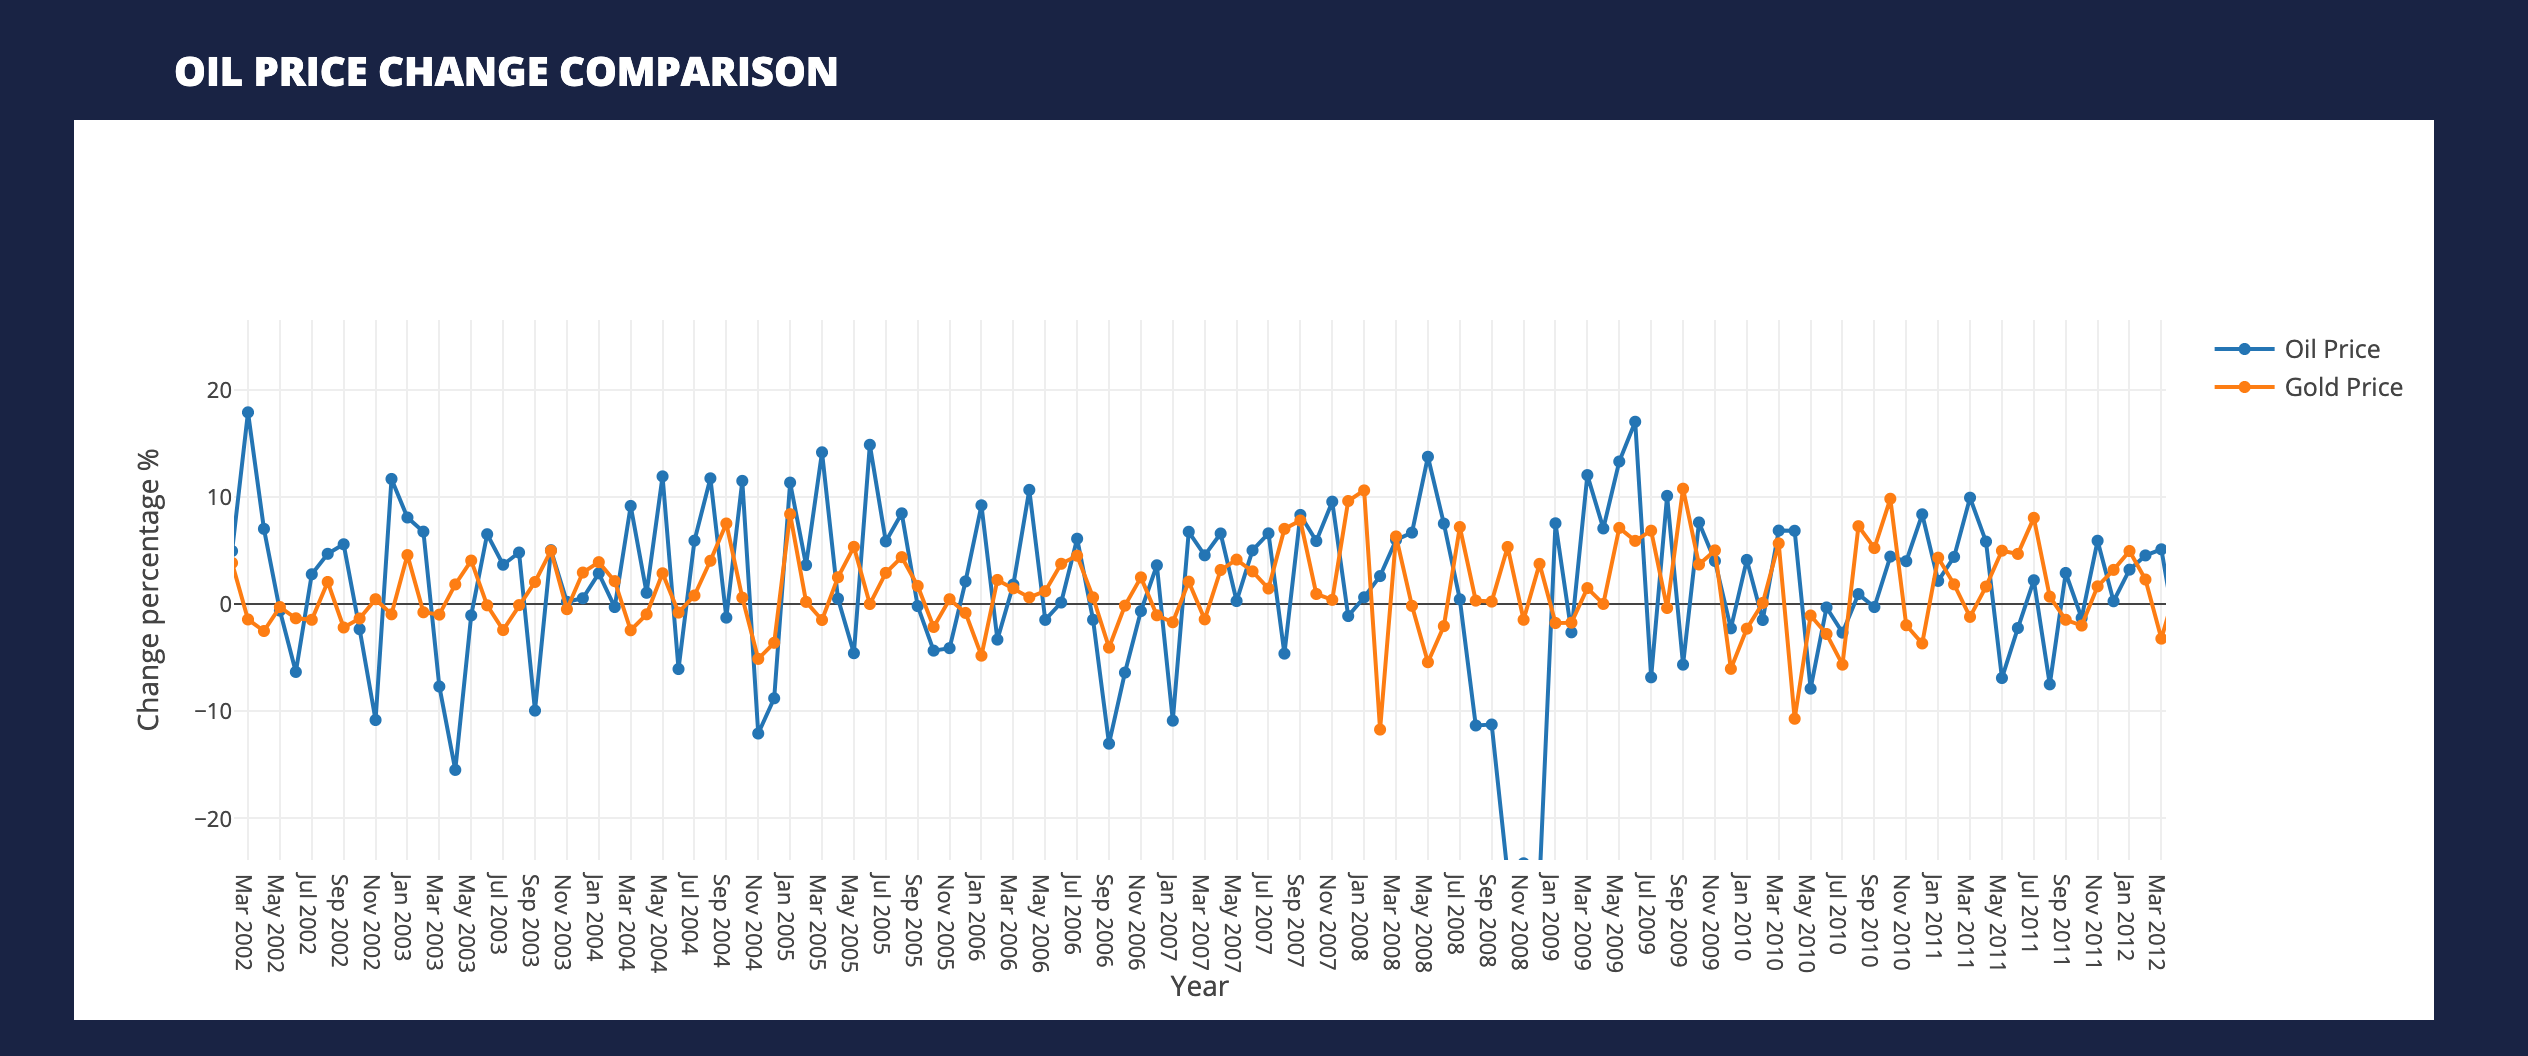 OIL PRICE CHANGE COMPARISON
Oil Price
Gold Price
Change percentage %
20
10
0
−10
−20
Mar 2002
May 2002
Jul 2002
Sep 2002
Nov 2002
Jan 2003
Mar 2003
May 2003
Jul 2003
Sep 2003
Nov 2003
Jan 2004
Mar 2004
May 2004
Jul 2004
Sep 2004
Nov 2004
Jan 2005
Mar 2005
May 2005
Jul 2005
Sep 2005
Nov 2005
Jan 2006
Mar 2006
May 2006
Jul 2006
Sep 2006
Nov 2006
Jan 2007
Mar 2007
May 2007
Jul 2007
Sep 2007
Nov 2007
Jan 2008
Mar 2008
May 2008
Jul 2008
Sep 2008
Nov 2008
Jan 2009
Mar 2009
May 2009
Jul 2009
Sep 2009
Nov 2009
Jan 2010
Mar 2010
May 2010
Jul 2010
Sep 2010
Nov 2010
Jan 2011
Mar 2011
May 2011
Jul 2011
Sep 2011
Nov 2011
Jan 2012
Mar 2012
Year